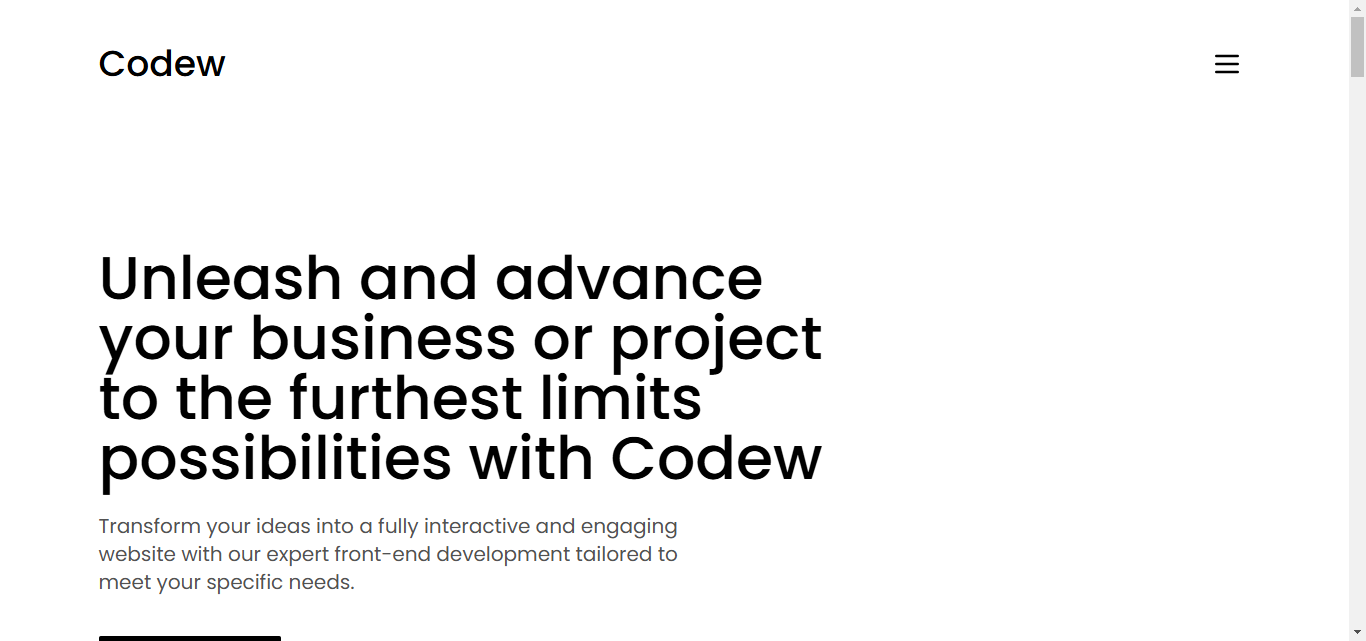 Codew
Unleash and advance
your business or project
to the furthest limits
possibilities with Codew
Transform your ideas into a fully interactive and engaging
website with our expert front-end development tailored to
meet your specific needs.